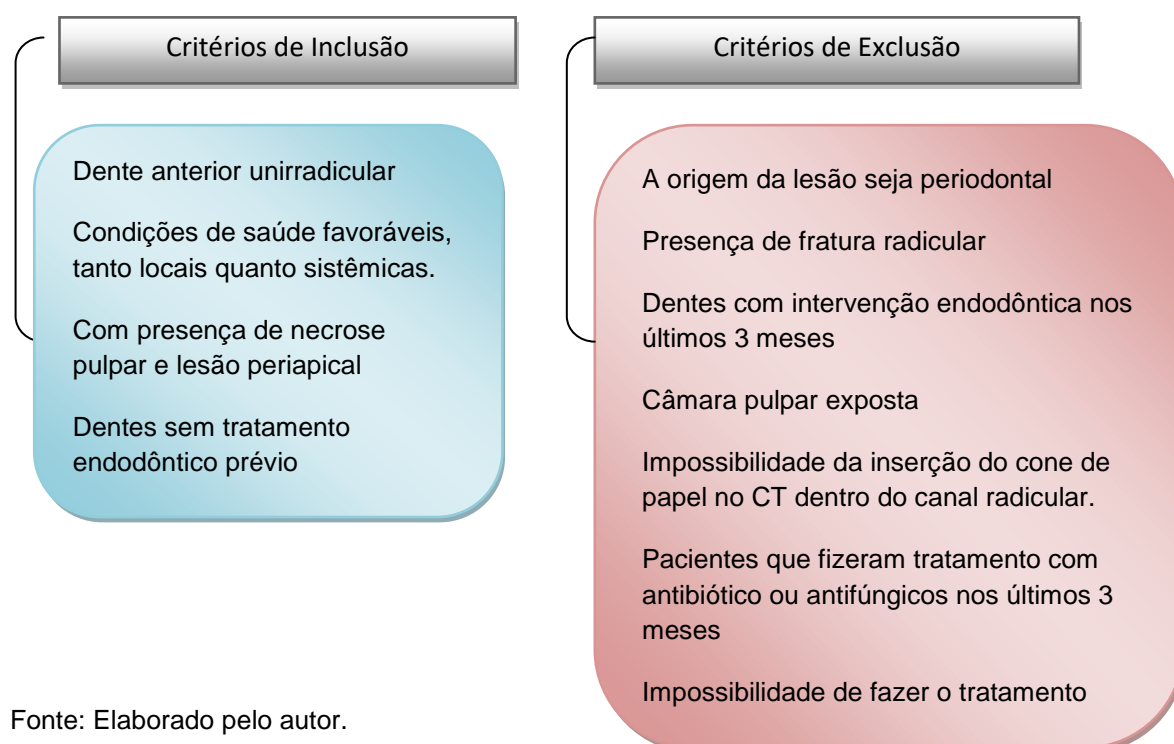 Critérios de Inclusão
Dente anterior unirradicular
Condições de saúde favoráveis,
tanto locais quanto sistêmicas.
Com presença de necrose
pulpar e lesão periapical
Dentes sem tratamento
endodôntico prévio
Critérios de Exclusão
A origem da lesão seja periodontal
Presença de fratura radicular
Dentes com intervenção endodôntica nos
últimos 3 meses
Câmara pulpar exposta
Impossibilidade da inserção do cone de
papel no CT dentro do canal radicular.
Pacientes que fizeram tratamento com
antibiótico ou antifúngicos nos últimos 3
meses
Impossibilidade de fazer o tratamento
Fonte: Elaborado pelo autor.